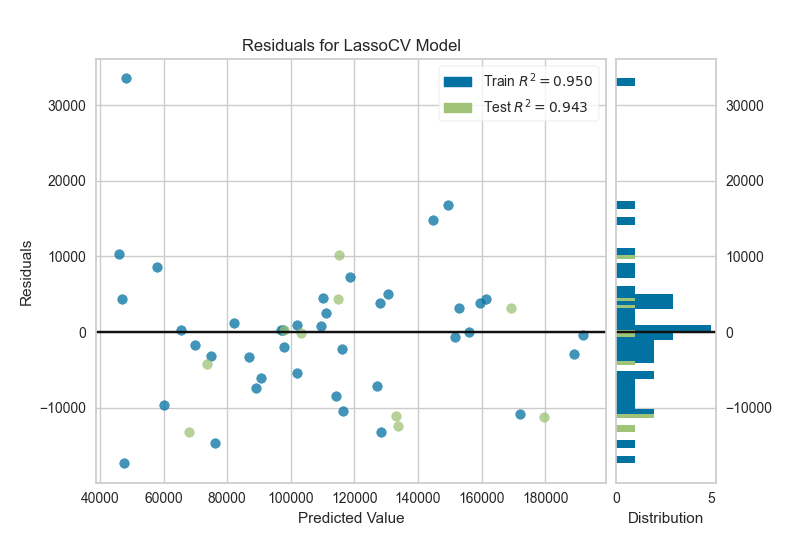 Residuals for LassoCV Model
Train R² = 0.950
Test R² = 0.943
Residuals
30000
20000
10000
0
−10000
40000 60000 80000 100000 120000 140000 160000 180000
Predicted Value
30000
20000
10000
0
−10000
0 5
Distribution